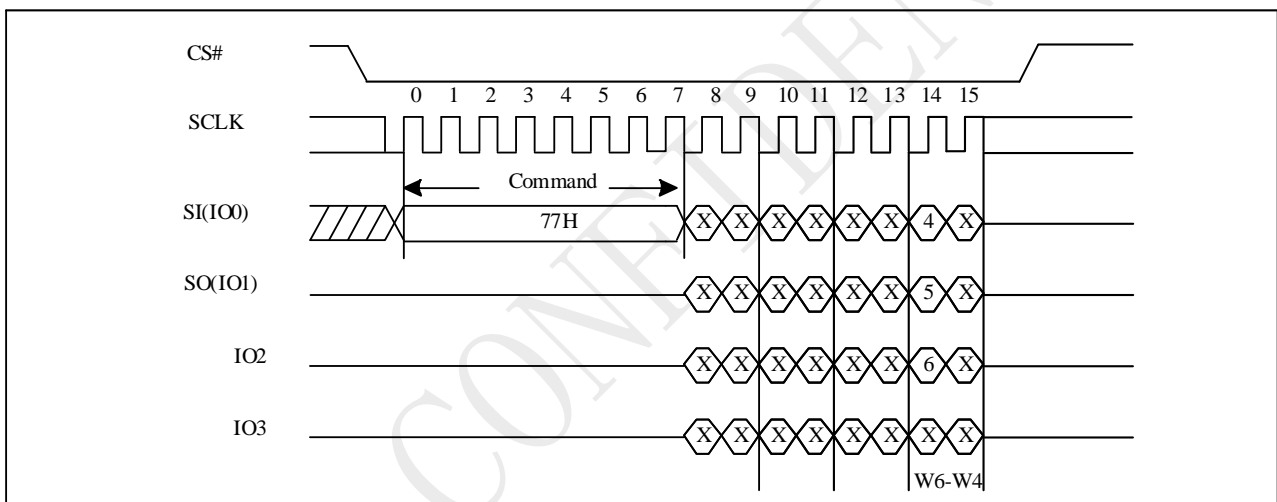 CS#
0 1 2 3 4 5 6 7 8 9 10 11 12 13 14 15
SCLK
Command
SI(IO0) 77H X X X X X X 4 X
SO(IO1) X X X X X X 5 X
IO2 X X X X X X 6 X
IO3 X X X X X X X X
W6-W4
CONFIDEN